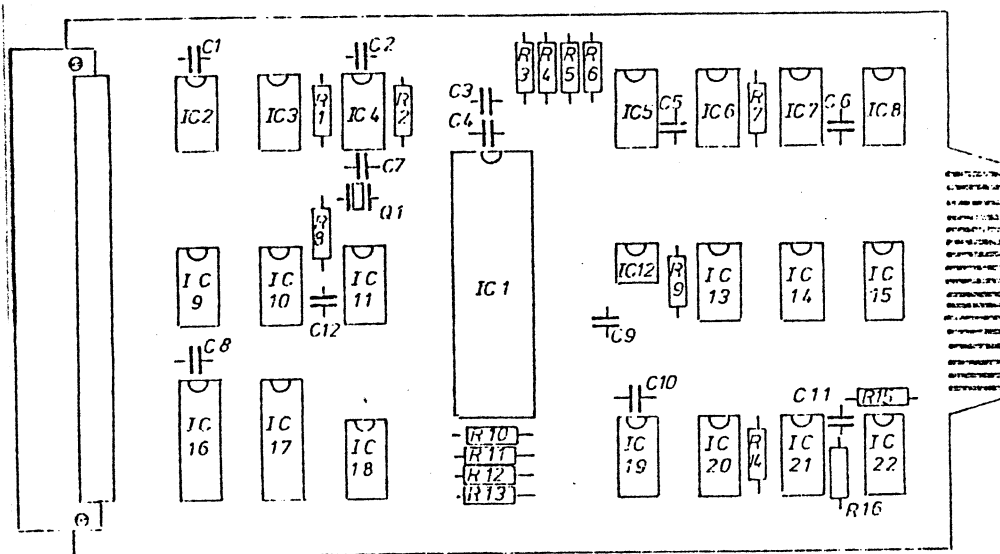 C1
C2
R3
R4
R5
R6
IC2
IC3
R1
IC4
R2
C3
C4
IC5
C5
IC6
R7
IC7
C6
IC8
C7
Q1
R8
IC 9
IC 10
C12
IC 11
IC 1
IC12
R9
IC 13
IC 14
IC 15
C9
C8
C10
C11
R15
IC 16
IC 17
IC 18
R10
R11
R12
R13
IC 19
IC 20
R14
IC 21
IC 22
R16